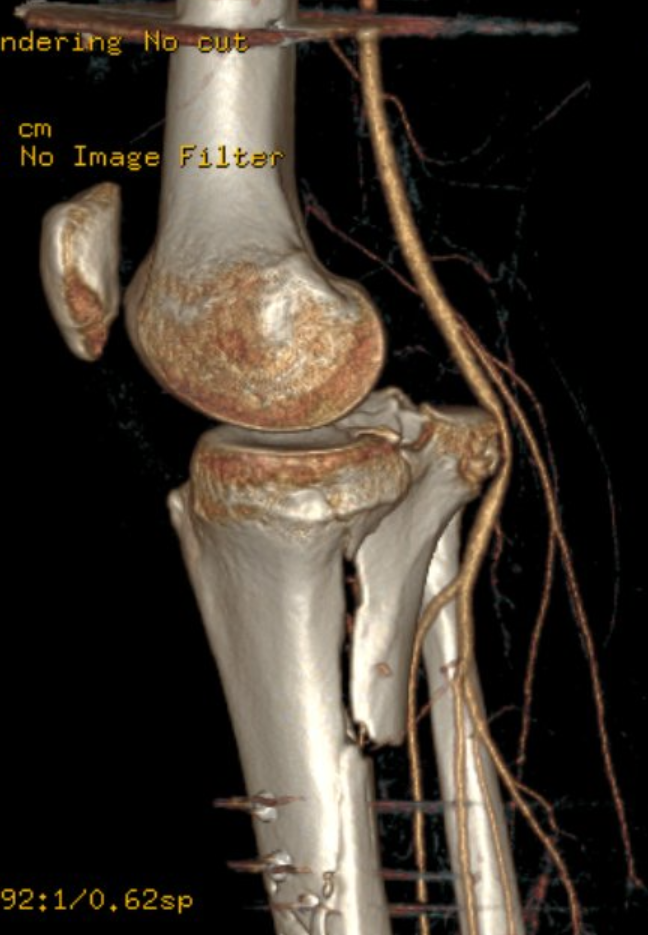 ndering No cut
cm
No Image Filter
92:1/0.62sp